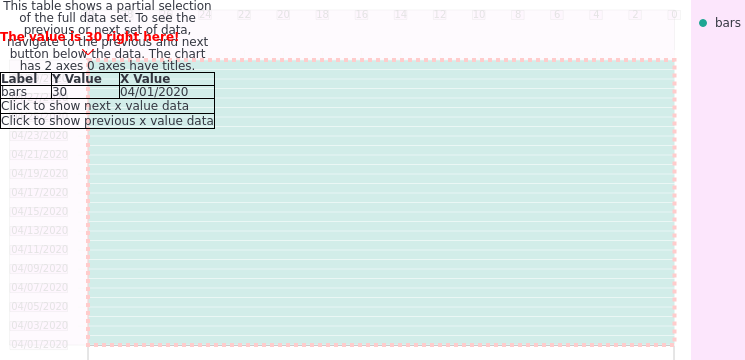 This table shows a partial selection
of the full data set. To see the
previous or next set of data,
The value is 30 right here!
navigate to the previous and next
button below the data. The chart
has 2 axes 0 axes have titles.
Label Y Value X Value
bars 30 04/01/2020
Click to show next x value data
Click to show previous x value data
24 22 20 18 16 14 12 10 8 6 4 2 0
bars
04/23/2020
04/21/2020
04/19/2020
04/17/2020
04/15/2020
04/13/2020
04/11/2020
04/09/2020
04/07/2020
04/05/2020
04/03/2020
04/01/2020